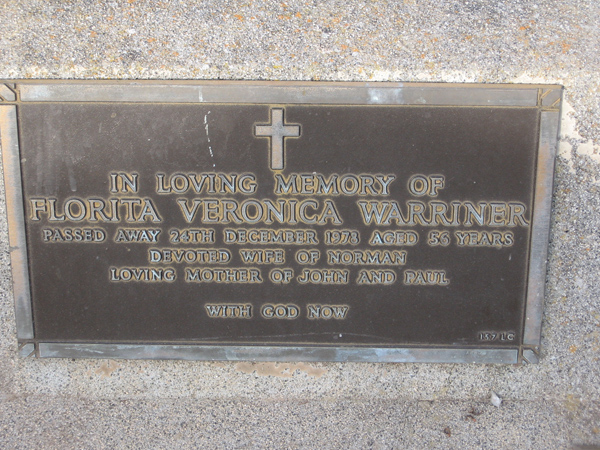 IN LOVING MEMORY OF
FLORITA VERONICA WARRINER
PASSED AWAY 24TH DECEMBER 1973 AGED 56 YEARS
DEVOTED WIFE OF NORMAN
LOVING MOTHER OF JOHN AND PAUL
WITH GOD NOW